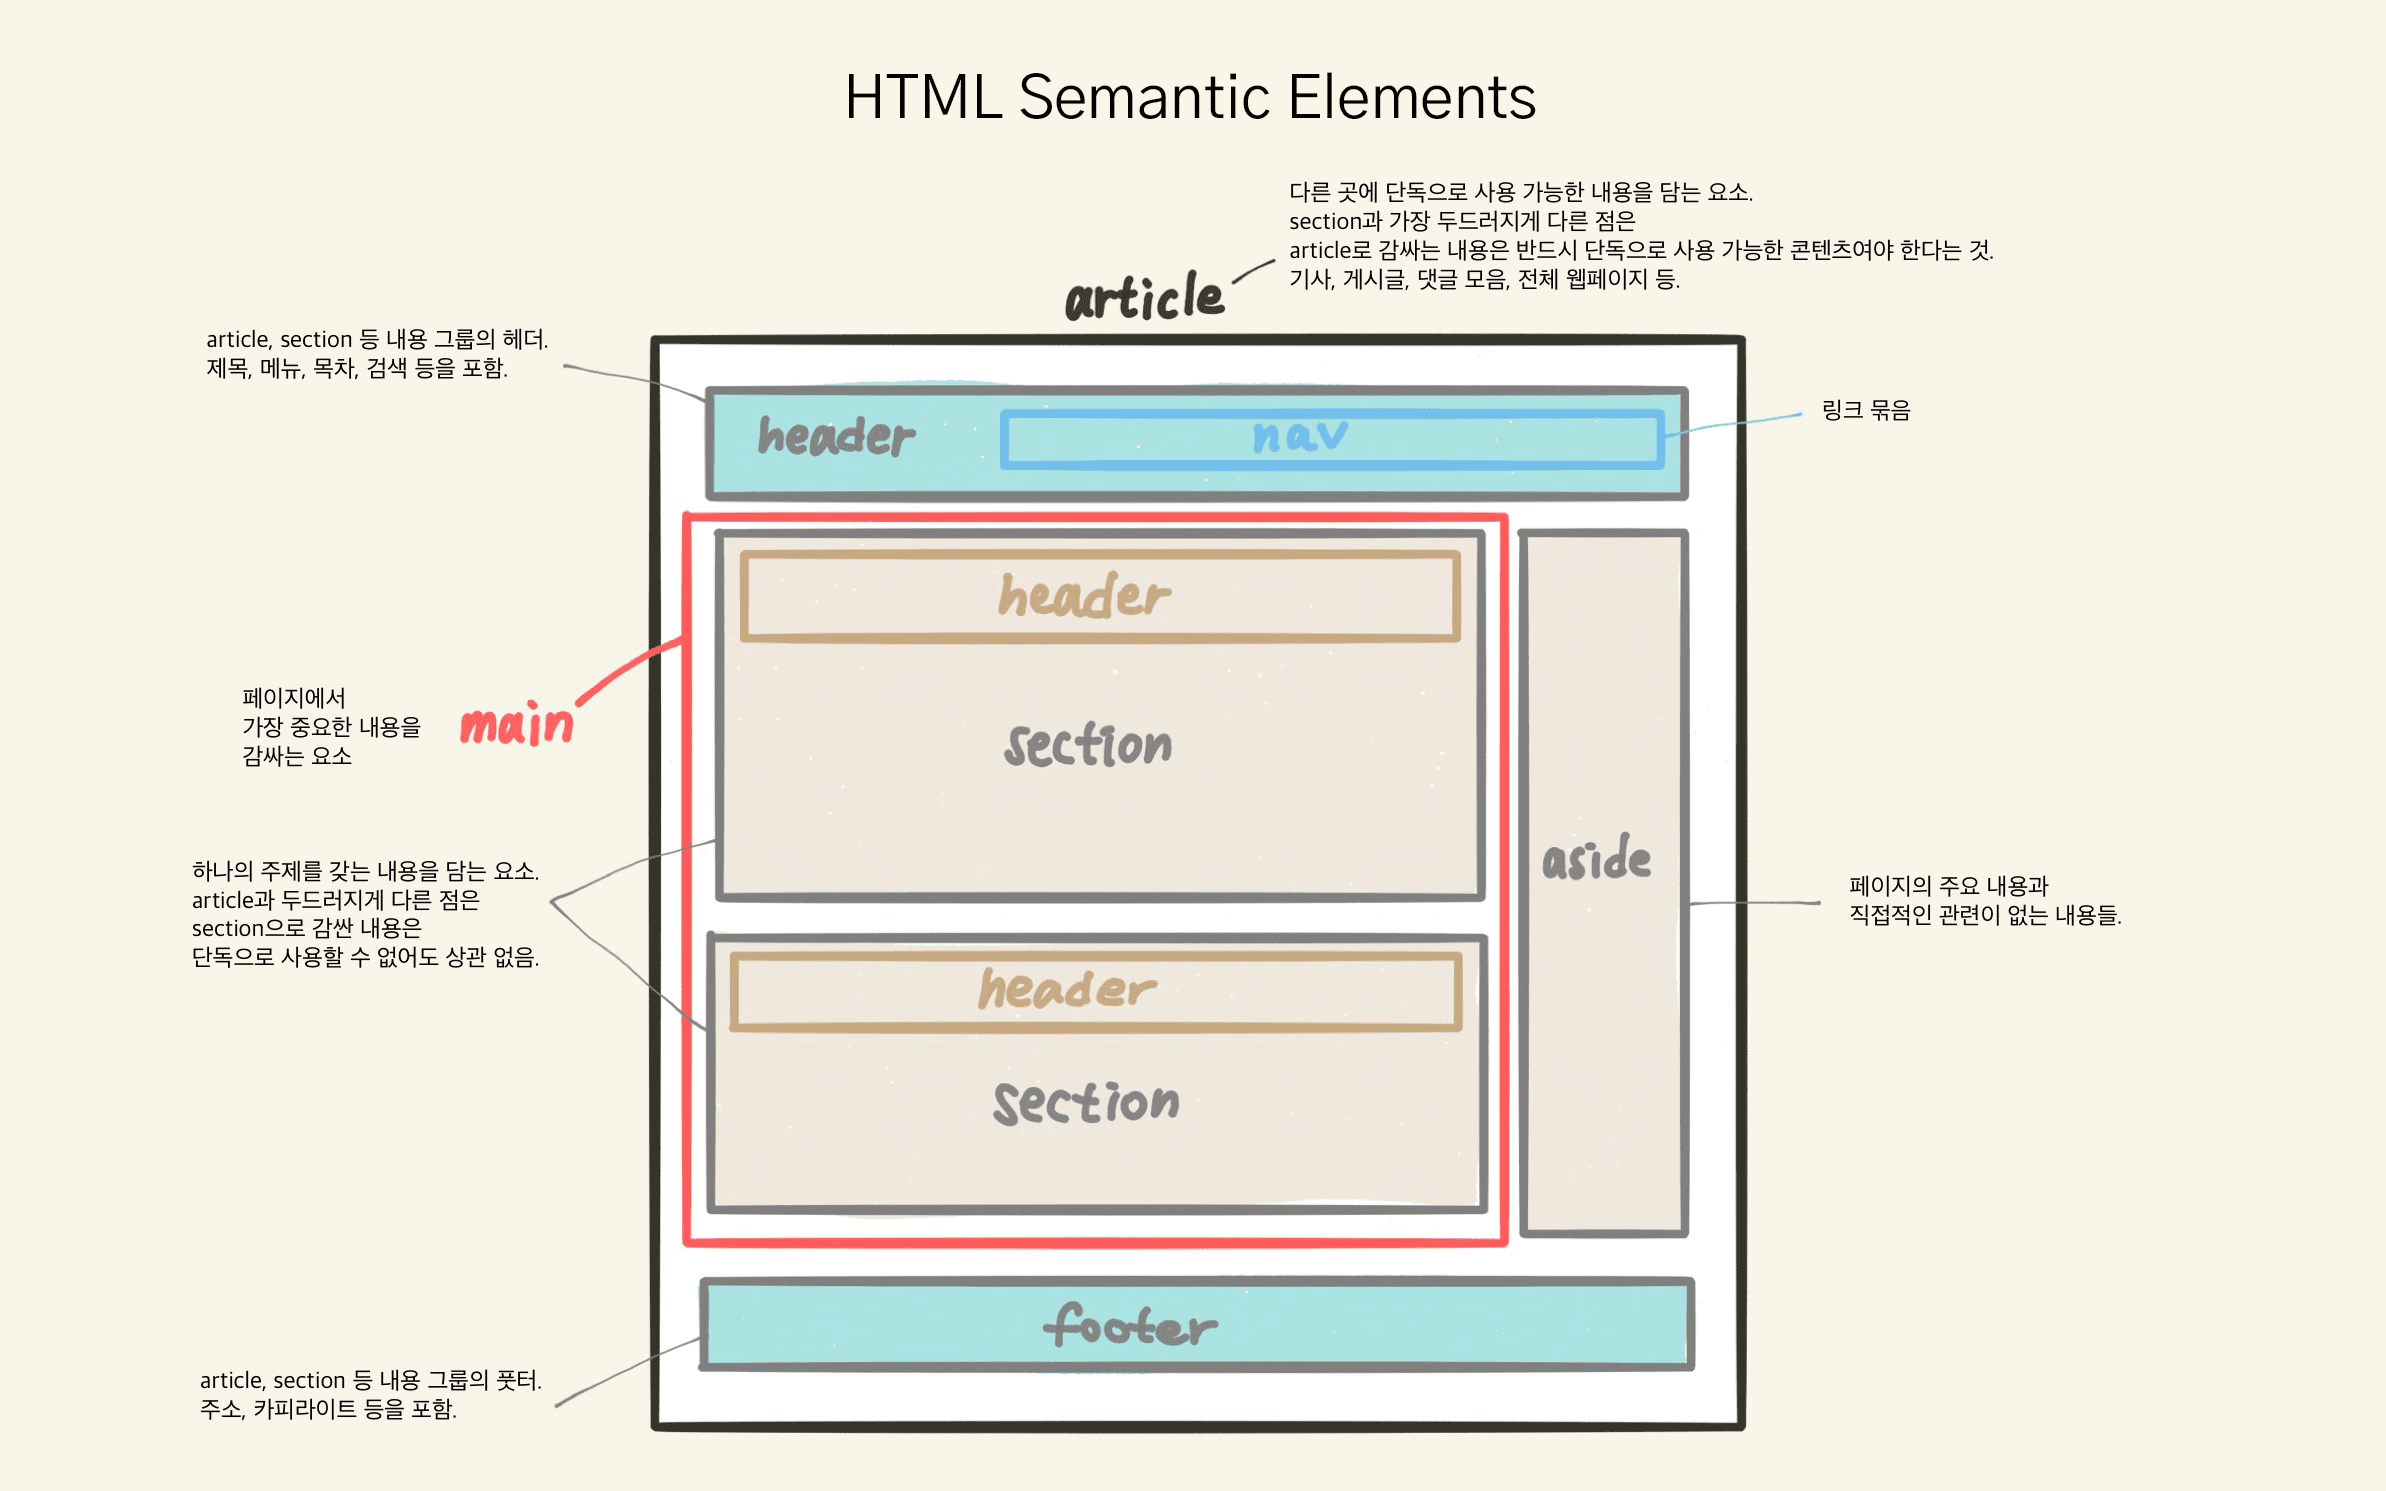 HTML Semantic Elements
다른 곳에 단독으로 사용 가능한 내용을 담는 요소.
section과 가장 두드러지게 다른 점은
article로 감싸는 내용은 반드시 단독으로 사용 가능한 콘텐츠여야 한다는 것.
기사, 게시글, 댓글 모음, 전체 웹페이지 등.
article
article, section 등 내용 그룹의 헤더.
제목, 메뉴, 목차, 검색 등을 포함.
header
nav
링크 묶음
header
section
페이지에서
가장 중요한 내용을
감싸는 요소
main
하나의 주제를 갖는 내용을 담는 요소.
article과 두드러지게 다른 점은
section으로 감싼 내용은
단독으로 사용할 수 없어도 상관 없음.
aside
페이지의 주요 내용과
직접적인 관련이 없는 내용들.
header
section
footer
article, section 등 내용 그룹의 풋터.
주소, 카피라이트 등을 포함.